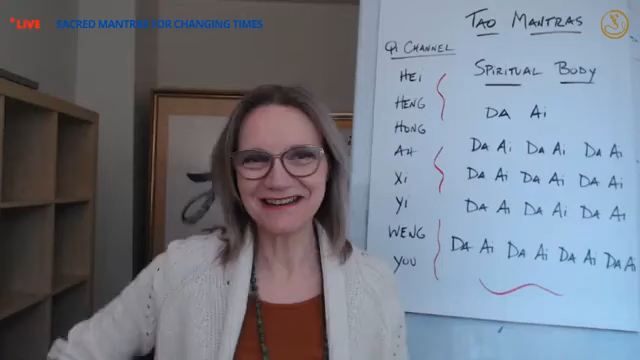 *LIVE SACRED MANTRAS FOR CHANGING TIMES
TAO MANTRAS
QI CHANNEL
HEI
HENG
HONG
AH
XI
YI
WENG
YOU
SPIRITUAL BODY
DA Ai
DA Ai DA Ai DA Ai
DA Ai DA Ai DA Ai
DA Ai DA Ai DA Ai
DA Ai DA Ai DA Ai DA Ai